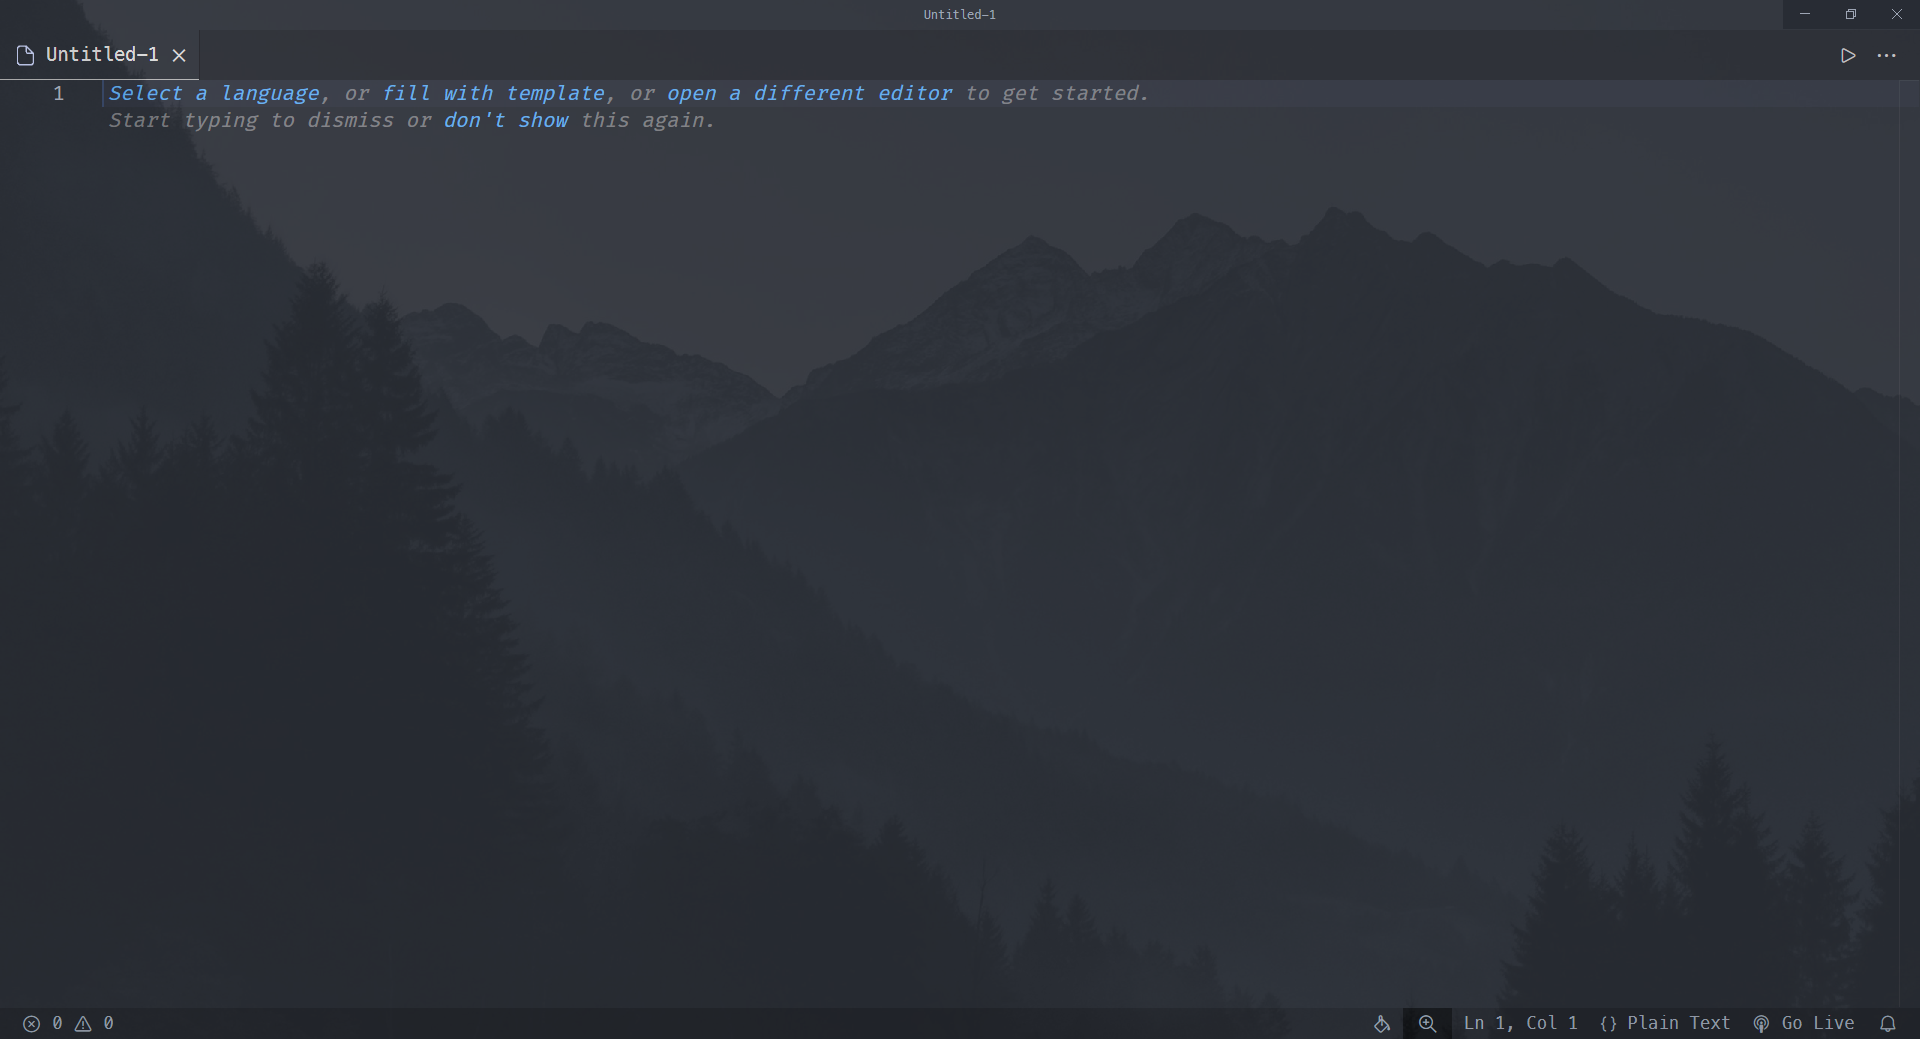 Untitled-1
Untitled-1
1 Select a language, or fill with template, or open a different editor to get started.
Start typing to dismiss or don't show this again.
0 0 Ln 1, Col 1 {} Plain Text Go Live